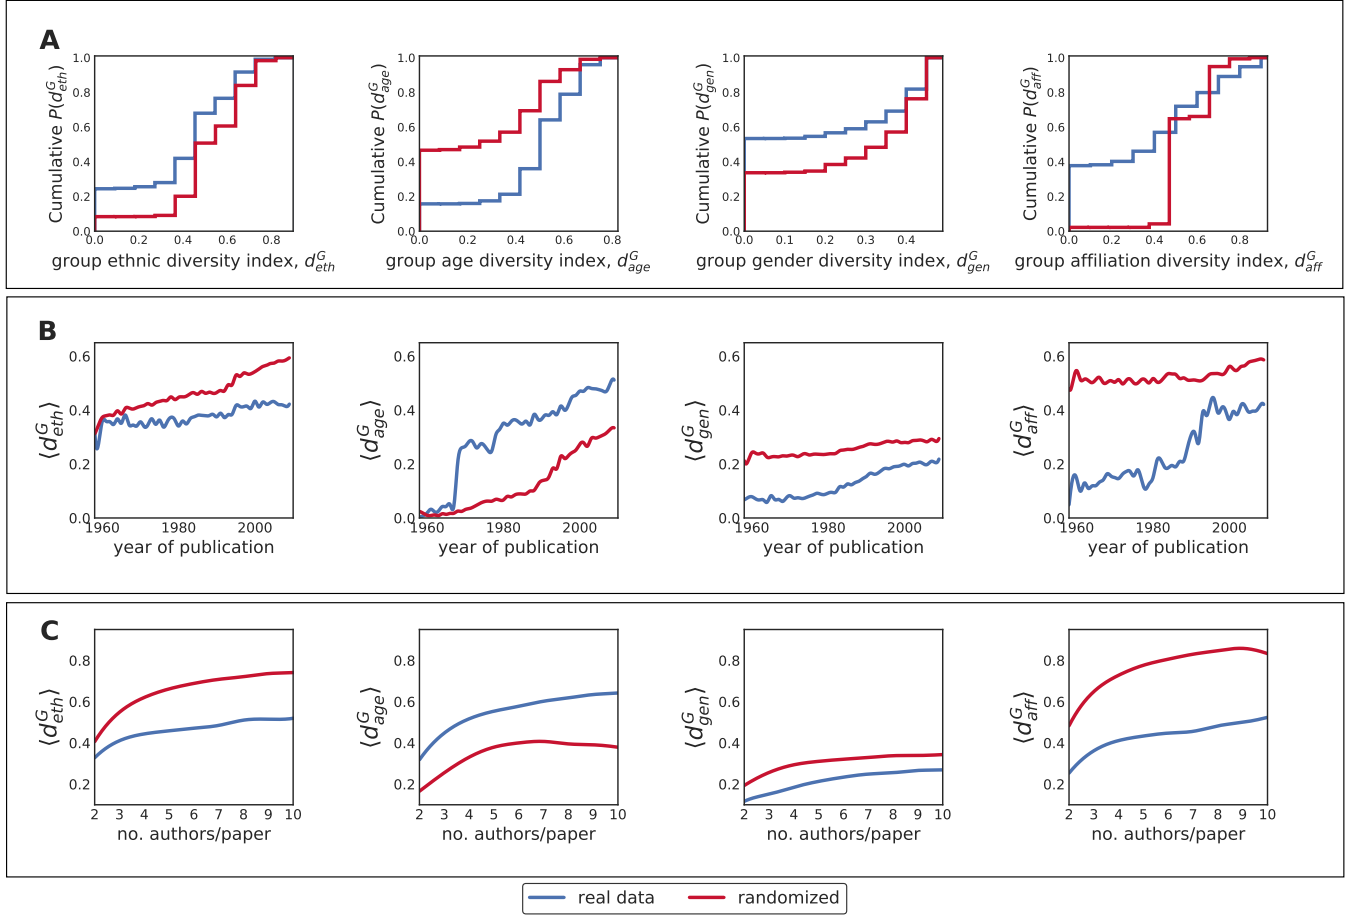 A
Cumulative P(d^G_eth)
1.0
0.8
0.6
0.4
0.2
0.0
0.0 0.2 0.4 0.6 0.8
group ethnic diversity index, d^G_eth
Cumulative P(d^G_age)
1.0
0.8
0.6
0.4
0.2
0.0
0.0 0.2 0.4 0.6 0.8
group age diversity index, d^G_age
Cumulative P(d^G_gen)
1.0
0.8
0.6
0.4
0.2
0.0
0.0 0.1 0.2 0.3 0.4
group gender diversity index, d^G_gen
Cumulative P(d^G_aff)
1.0
0.8
0.6
0.4
0.2
0.0
0.0 0.2 0.4 0.6 0.8
group affiliation diversity index, d^G_aff
B
⟨d^G_eth⟩
0.6
0.4
0.2
0.0
1960 1980 2000
year of publication
⟨d^G_age⟩
0.6
0.4
0.2
0.0
1960 1980 2000
year of publication
⟨d^G_gen⟩
0.6
0.4
0.2
0.0
1960 1980 2000
year of publication
⟨d^G_aff⟩
0.6
0.4
0.2
0.0
1960 1980 2000
year of publication
C
⟨d^G_eth⟩
0.8
0.6
0.4
0.2
2 3 4 5 6 7 8 9 10
no. authors/paper
⟨d^G_age⟩
0.8
0.6
0.4
0.2
2 3 4 5 6 7 8 9 10
no. authors/paper
⟨d^G_gen⟩
0.8
0.6
0.4
0.2
2 3 4 5 6 7 8 9 10
no. authors/paper
⟨d^G_aff⟩
0.8
0.6
0.4
0.2
2 3 4 5 6 7 8 9 10
no. authors/paper
real data randomized